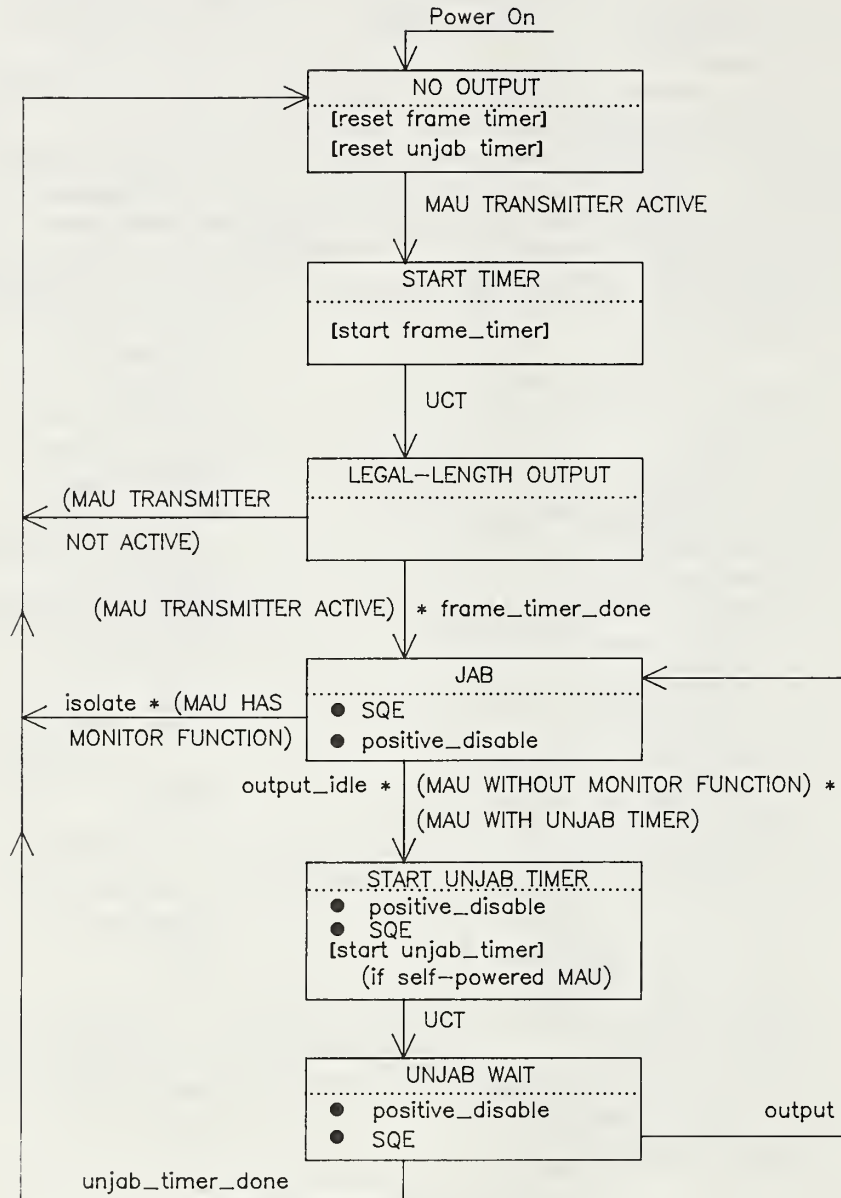 Power On
NO OUTPUT
[reset frame timer]
[reset unjab timer]
MAU TRANSMITTER ACTIVE
START TIMER
[start frame_timer]
UCT
LEGAL-LENGTH OUTPUT
(MAU TRANSMITTER
NOT ACTIVE)
(MAU TRANSMITTER ACTIVE) * frame_timer_done
JAB
● SQE
● positive_disable
isolate * (MAU HAS
MONITOR FUNCTION)
output_idle * (MAU WITHOUT MONITOR FUNCTION) *
(MAU WITH UNJAB TIMER)
START UNJAB TIMER
● positive_disable
● SQE
[start unjab_timer]
(if self-powered MAU)
UCT
UNJAB WAIT
● positive_disable
● SQE
output
unjab_timer_done